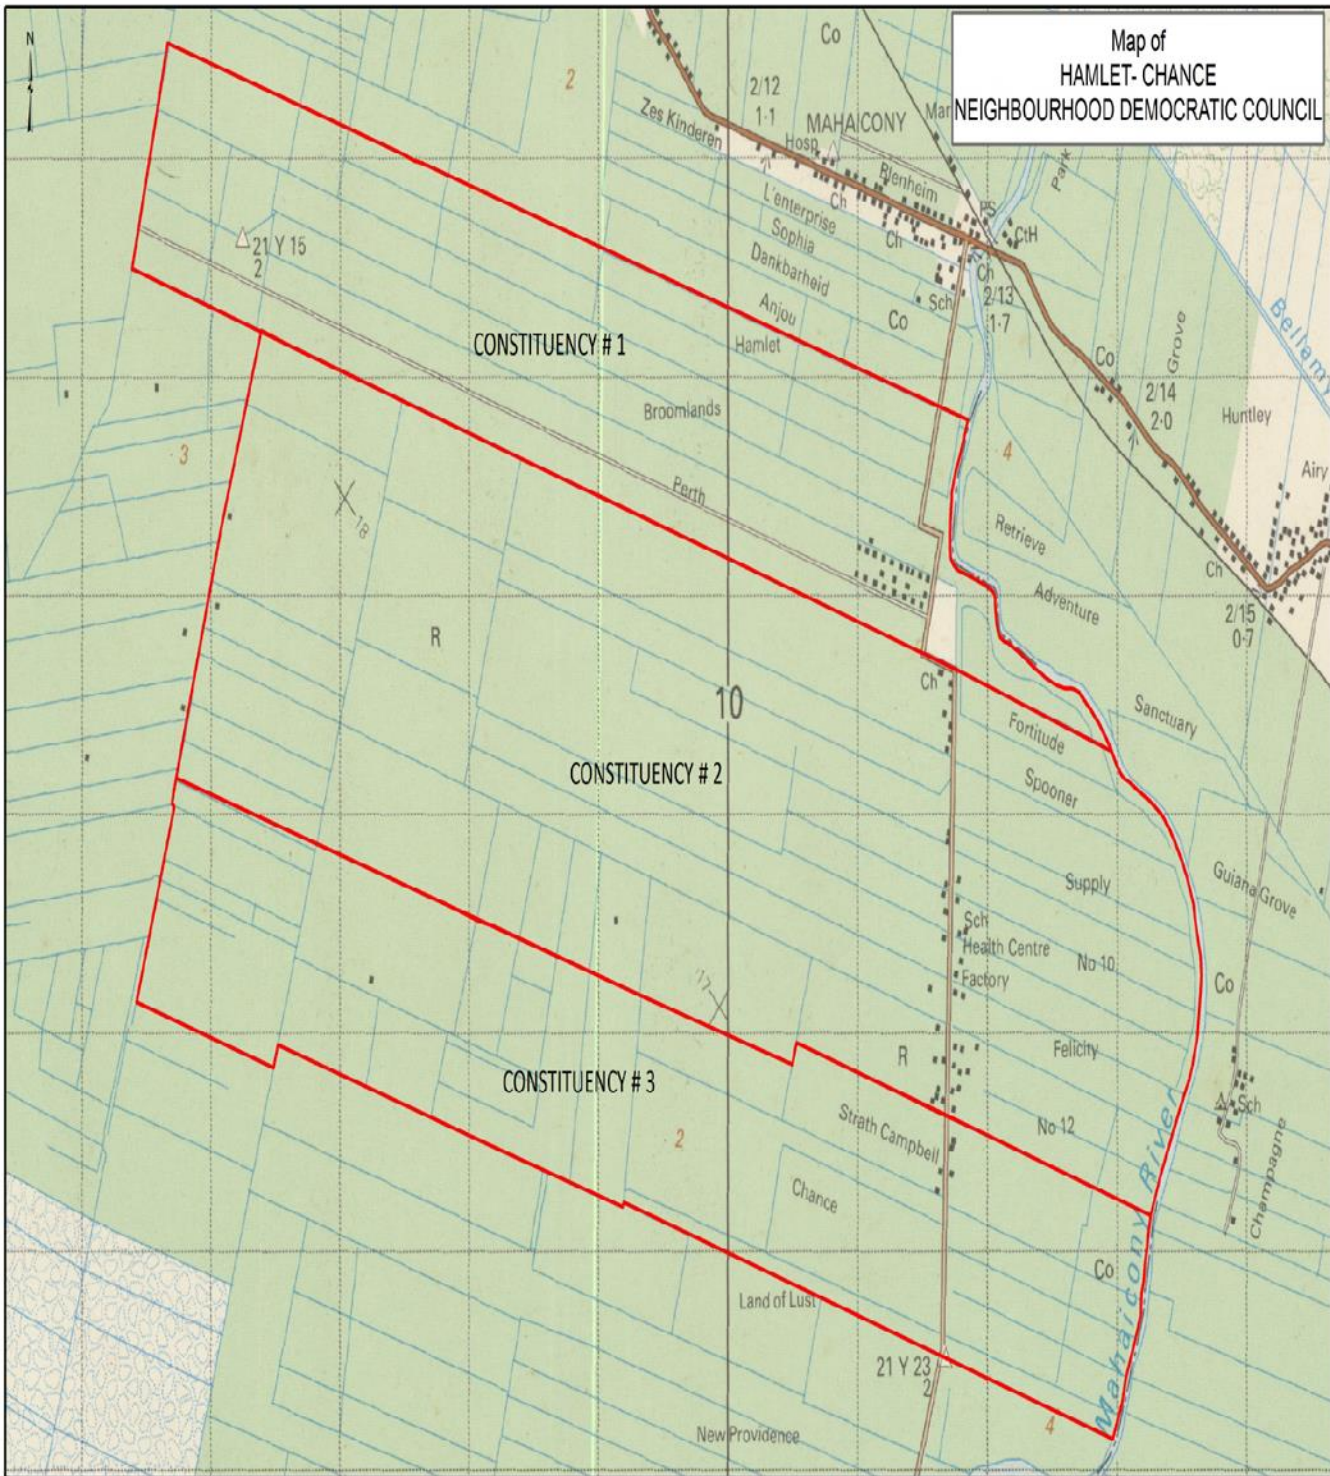 N
Map of
HAMLET- CHANCE
NEIGHBOURHOOD DEMOCRATIC COUNCIL
Co
2
2/12
1·1
Zes Kinderen
MAHAICONY
Mar
Hosp
Blenheim
Park
Ch
L'enterprise
Sophia
Dankbarheid
Ch
CtH
Ch
Sch
2/13
1·7
21 Y 15
2
Anjou
Co
Hamlet
CONSTITUENCY # 1
Bellamy
Grove
Co
2/14
2·0
Huntley
Broomlands
3
4
Airy
Perth
18
Retrieve
Ch
Adventure
2/15
0·7
R
Ch
10
Sanctuary
Fortitude
CONSTITUENCY # 2
Spooner
Supply
Guiana Grove
Sch
Health Centre
No 10
Factory
Co
17
R
Felicity
CONSTITUENCY # 3
Sch
Strath Campbell
No 12
2
Chance
Champagne
Mahaicony River
Co
Land of Lust
21 Y 23
2
4
New Providence